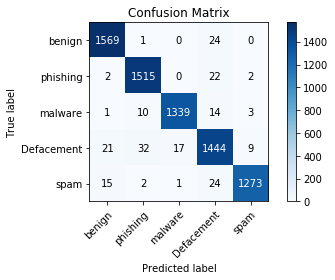 Confusion Matrix
benign 1569 1 0 24 0
phishing 2 1515 0 22 2
malware 1 10 1339 14 3
Defacement 21 32 17 1444 9
spam 15 2 1 24 1273
benign phishing malware Defacement spam
True label
Predicted label
1400
1200
1000
800
600
400
200
0